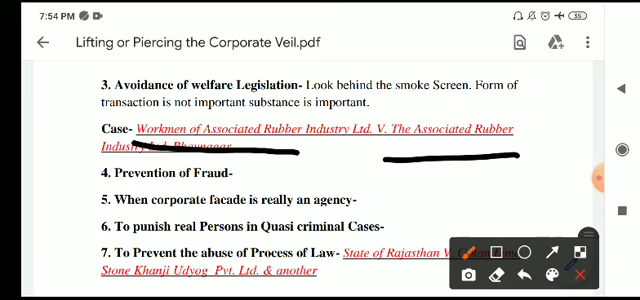 7:54 PM
35
Lifting or Piercing the Corporate Veil.pdf
3. Avoidance of welfare Legislation- Look behind the smoke Screen. Form of
transaction is not important substance is important.
Case- Workmen of Associated Rubber Industry Ltd. V. The Associated Rubber
Industry Ltd. Bhavnagar
4. Prevention of Fraud-
5. When corporate facade is really an agency-
6. To punish real Persons in Quasi criminal Cases-
7. To Prevent the abuse of Process of Law- State of Rajasthan V.
Stone Khanji Udyog Pvt. Ltd. & another